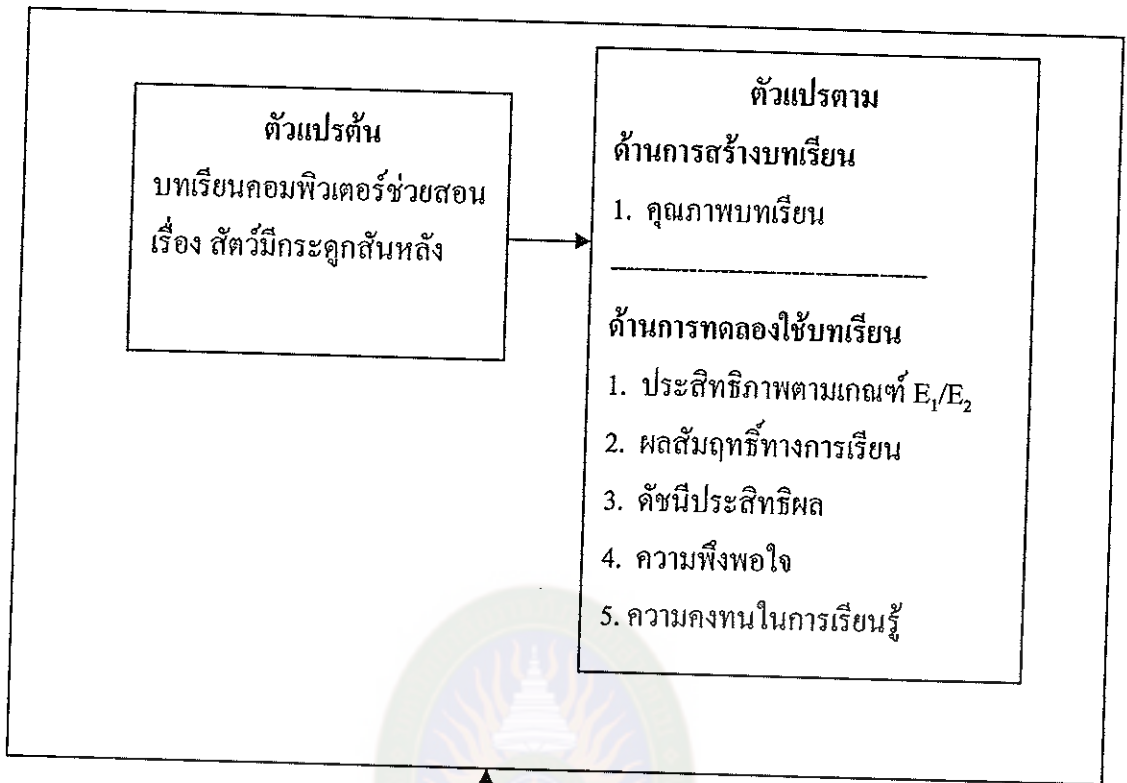 ตัวแปรต้น
บทเรียนคอมพิวเตอร์ช่วยสอน
เรื่อง สัตว์มีกระดูกสันหลัง
ตัวแปรตาม
ด้านการสร้างบทเรียน
1. คุณภาพบทเรียน
ด้านการทดลองใช้บทเรียน
1. ประสิทธิภาพตามเกณฑ์ E₁/E₂
2. ผลสัมฤทธิ์ทางการเรียน
3. ดัชนีประสิทธิผล
4. ความพึงพอใจ
5. ความคงทนในการเรียนรู้